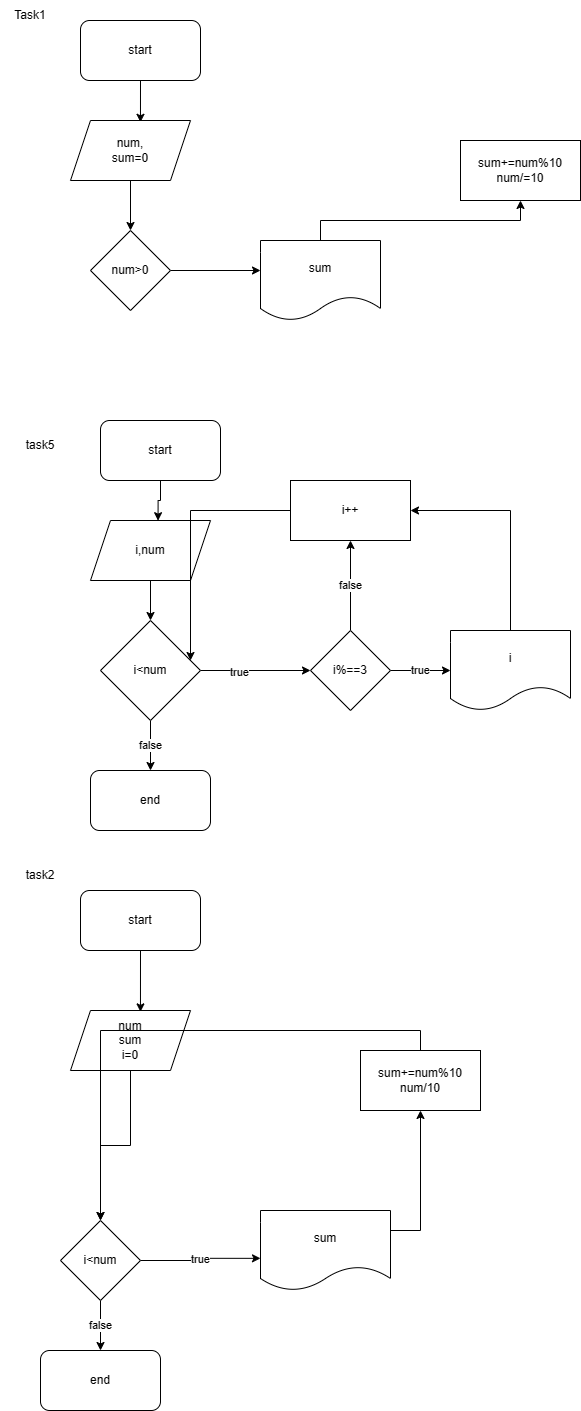 Task1
start
num,
sum=0
sum+=num%10
num/=10
num>0
sum
task5
start
i++
i,num
false
i<num
true
i%==3
true
i
false
end
task2
start
num
sum
i=0
sum+=num%10
num/10
sum
i<num
true
false
end